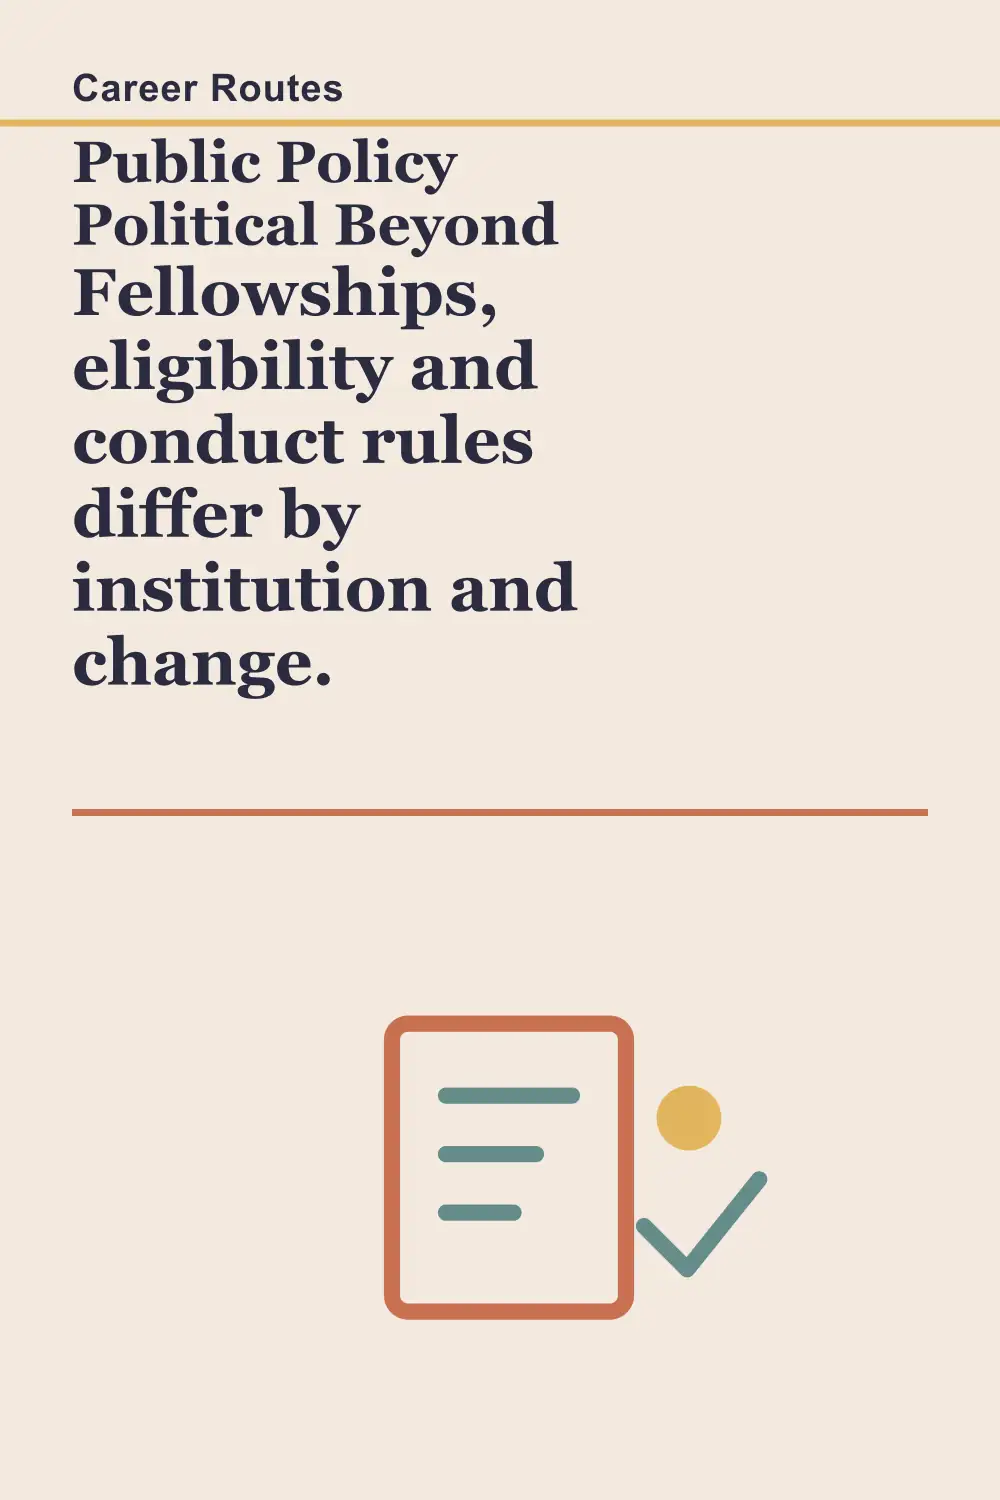 Career Routes
Public Policy
Political Beyond
Fellowships,
eligibility and
conduct rules
differ by
institution and
change.